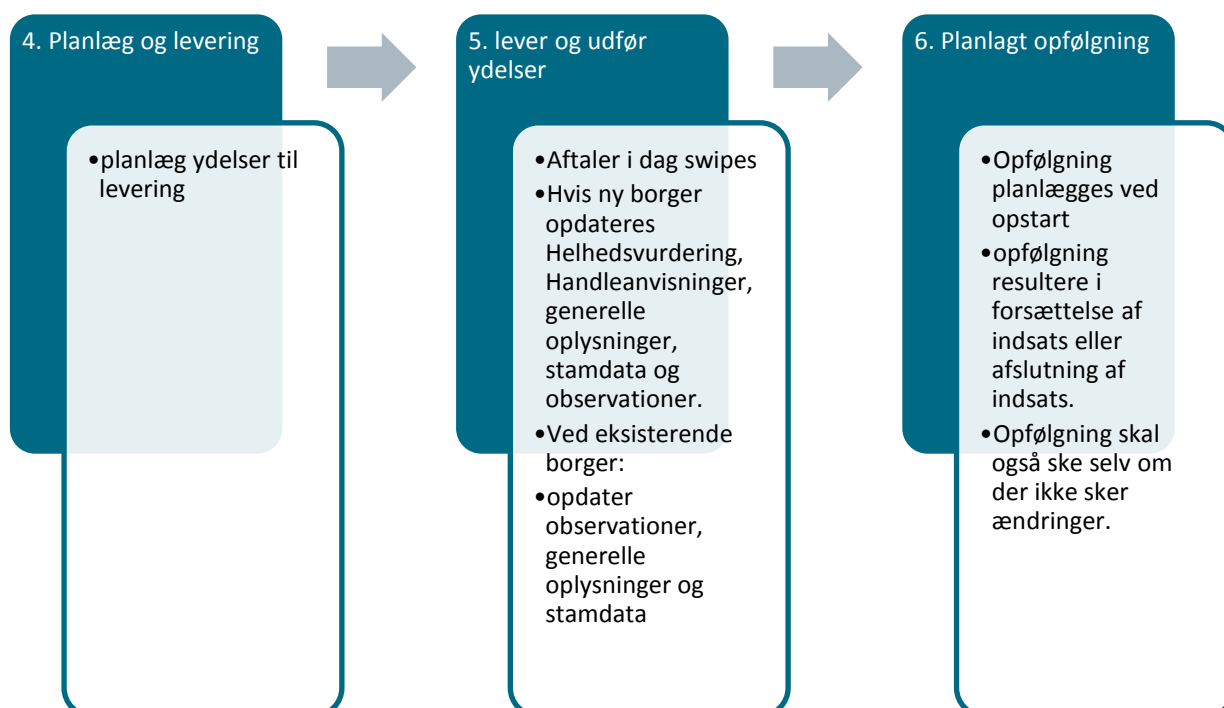 4. Planlæg og levering
•planlæg ydelser til
levering
5. lever og udfør
ydelser
•Aftaler i dag swipes
•Hvis ny borger
opdateres
Helhedsvurdering,
Handleanvisninger,
generelle
oplysninger,
stamdata og
observationer.
•Ved eksisterende
borger:
•opdater
observationer,
generelle
oplysninger og
stamdata
6. Planlagt opfølgning
•Opfølgning
planlægges ved
opstart
•opfølgning
resultere i
forsættelse af
indsats eller
afslutning af
indsats.
•Opfølgning skal
også ske selv om
der ikke sker
ændringer.